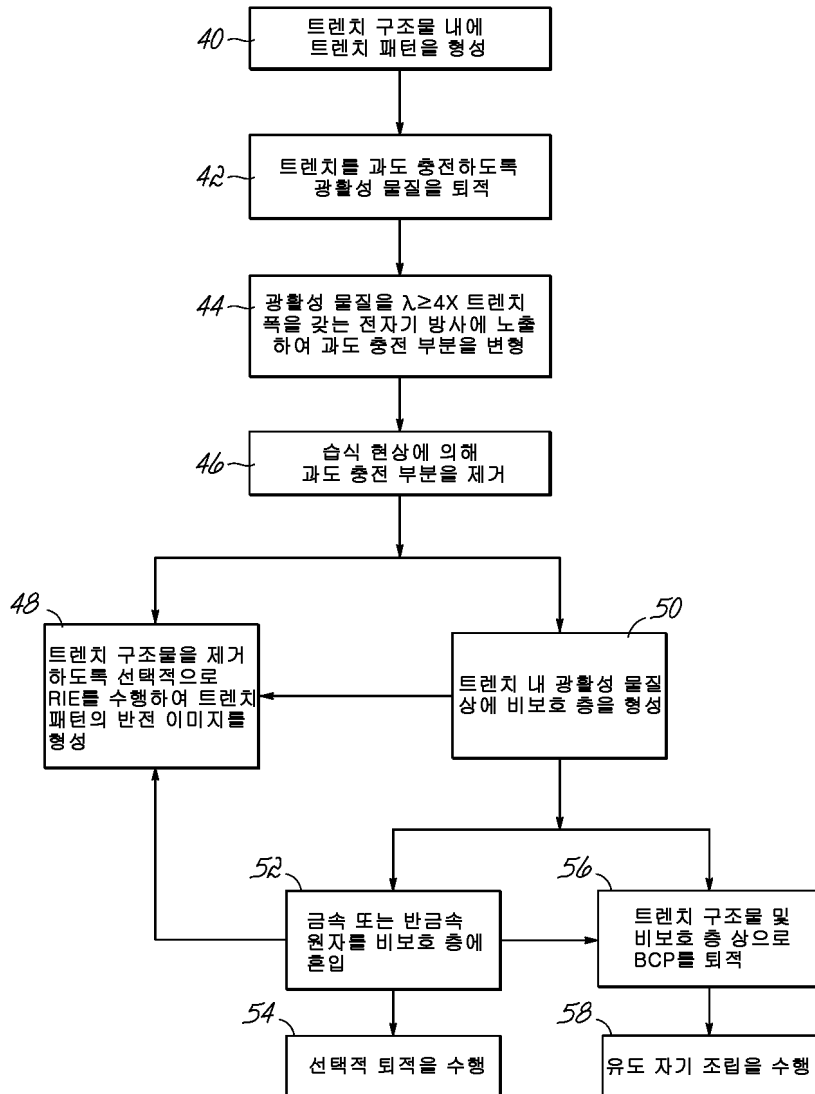 40
트렌치 구조물 내에
트렌치 패턴을 형성
42
트렌치를 과도 충전하도록
광활성 물질을 퇴적
44
광활성 물질을 λ≥4X 트렌치
폭을 갖는 전자기 방사에 노출
하여 과도 충전 부분을 변형
46
습식 현상에 의해
과도 충전 부분을 제거
48
트렌치 구조물을 제거
하도록 선택적으로
RIE를 수행하여 트렌치
패턴의 반전 이미지를
형성
50
트렌치 내 광활성 물질
상에 비보호 층을 형성
52
금속 또는 반금속
원자를 비보호 층에
혼입
56
트렌치 구조물 및
비보호 층 상으로
BCP를 퇴적
54
선택적 퇴적을 수행
58
유도 자기 조립을 수행